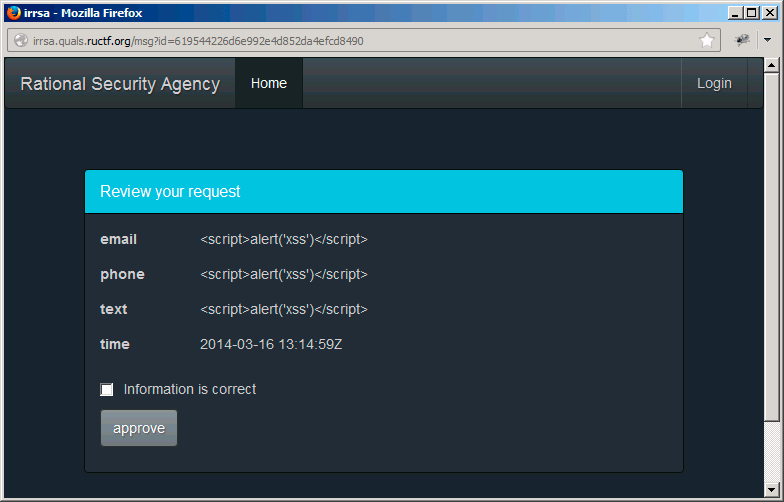 irrsa - Mozilla Firefox
irrsa.quals.ructf.org/msg?id=619544226d6e992e4d852da4efcd8490
Rational Security Agency Home Login
Review your request
email <script>alert('xss')</script>
phone <script>alert('xss')</script>
text <script>alert('xss')</script>
time 2014-03-16 13:14:59Z
Information is correct
approve